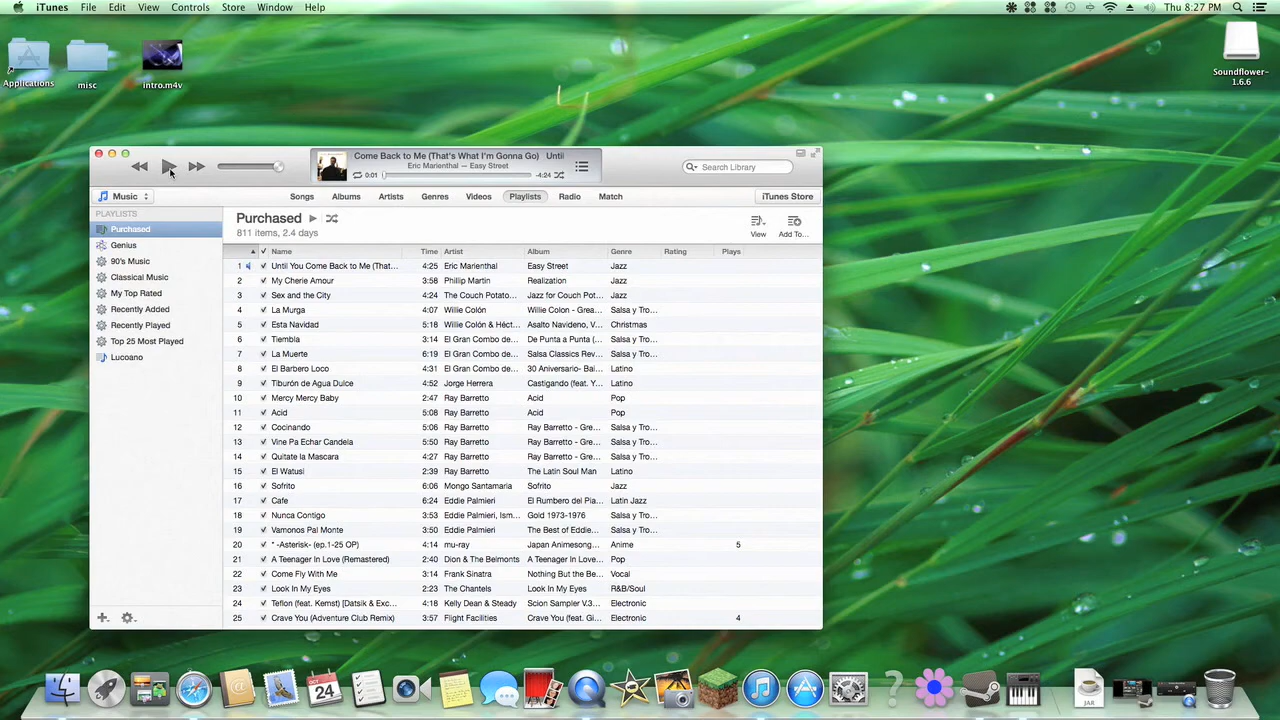 iTunes File Edit View Controls Store Window Help Thu 8:27 PM
Applications misc intro.m4v
Soundflower-
1.6.6
Come Back to Me (That's What I'm Gonna Go) Until
Eric Marienthal — Easy Street
0:01 -4:24
Search Library
Music Songs Albums Artists Genres Videos Playlists Radio Match iTunes Store
PLAYLISTS
Purchased
Genius
90's Music
Classical Music
My Top Rated
Recently Added
Recently Played
Top 25 Most Played
Lucoano
Purchased
811 items, 2.4 days
View Add To...
Name Time Artist Album Genre Rating Plays
1 Until You Come Back to Me (That... 4:25 Eric Marienthal Easy Street Jazz
2 My Cherie Amour 3:58 Phillip Martin Realization Jazz
3 Sex and the City 4:24 The Couch Potato... Jazz for Couch Pot... Jazz
4 La Murga 4:07 Willie Colón Willie Colon - Grea... Salsa y Tro...
5 Esta Navidad 5:18 Willie Colón & Héct... Asalto Navideno, V... Christmas
6 Tiembla 3:14 El Gran Combo de... De Punta a Punta (... Salsa y Tro...
7 La Muerte 6:19 El Gran Combo de... Salsa Classics Rev... Salsa y Tro...
8 El Barbero Loco 4:31 El Gran Combo de... 30 Aniversario- Bai... Latino
9 Tiburón de Agua Dulce 4:52 Jorge Herrera Castigando (feat. Y... Latino
10 Mercy Mercy Baby 2:47 Ray Barretto Acid Pop
11 Acid 5:08 Ray Barretto Acid Pop
12 Cocinando 5:06 Ray Barretto Ray Barretto - Gre... Salsa y Tro...
13 Vine Pa Echar Candela 5:50 Ray Barretto Ray Barretto - Gre... Salsa y Tro...
14 Quitate la Mascara 4:27 Ray Barretto Ray Barretto - Gre... Salsa y Tro...
15 El Watusi 2:39 Ray Barretto The Latin Soul Man Latino
16 Sofrito 6:06 Mongo Santamaria Sofrito Jazz
17 Cafe 6:24 Eddie Palmieri El Rumbero del Pia... Latin Jazz
18 Nunca Contigo 3:53 Eddie Palmieri, Ism... Gold 1973-1976 Salsa y Tro...
19 Vamonos Pal Monte 3:50 Eddie Palmieri The Best of Eddie... Salsa y Tro...
20 * -Asterisk- (ep.1-25 OP) 4:14 mu-ray Japan Animesong... Anime 5
21 A Teenager In Love (Remastered) 2:40 Dion & The Belmonts A Teenager In Love... Pop
22 Come Fly With Me 3:14 Frank Sinatra Nothing But the Be... Vocal
23 Look In My Eyes 2:23 The Chantels Look In My Eyes R&B/Soul
24 Teflon (feat. Kemst) [Datsik & Exc... 4:18 Kelly Dean & Steady Scion Sampler V.3... Electronic
25 Crave You (Adventure Club Remix) 3:57 Flight Facilities Crave You (feat. Gi... Electronic 4
OCT
24
JAR